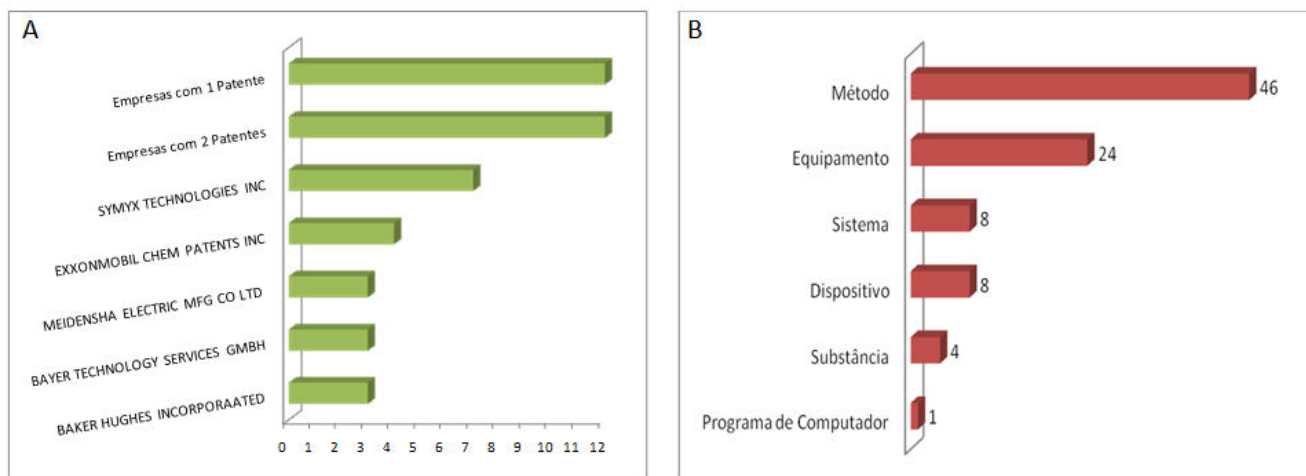 A
Empresas com 1 Patente
Empresas com 2 Patentes
SYMYX TECHNOLOGIES INC
EXXONMOBIL CHEM PATENTS INC
MEIDENSHA ELECTRIC MFG CO LTD
BAYER TECHNOLOGY SERVICES GMBH
BAKER HUGHES INCORPORAATED
0 1 2 3 4 5 6 7 8 9 10 11 12
B
Método 46
Equipamento 24
Sistema 8
Dispositivo 8
Substância 4
Programa de Computador 1